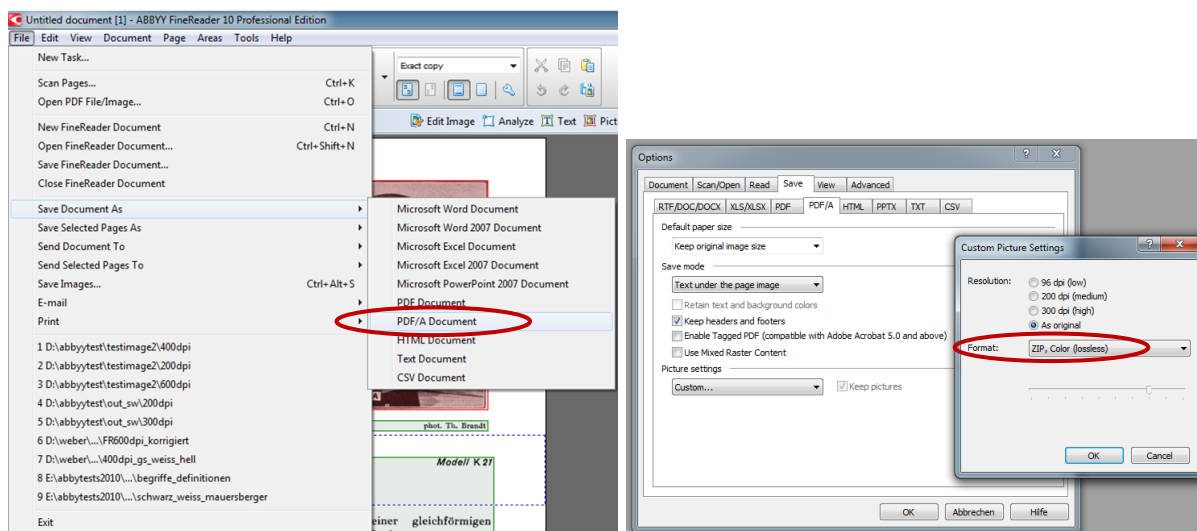 Untitled document [1] - ABBYY FineReader 10 Professional Edition
File Edit View Document Page Areas Tools Help
New Task...
Scan Pages... Ctrl+K
Open PDF File/Image... Ctrl+O
New FineReader Document Ctrl+N
Open FineReader Document... Ctrl+Shift+N
Save FineReader Document...
Close FineReader Document
Save Document As
Save Selected Pages As
Send Document To
Send Selected Pages To
Save Images... Ctrl+Alt+S
E-mail
Print
1 D:\abbyytest\testimage2\400dpi
2 D:\abbyytest\testimage2\200dpi
3 D:\abbyytest\testimage2\600dpi
4 D:\abbyytest\out_sw\200dpi
5 D:\abbyytest\out_sw\300dpi
6 D:\weber\...\FR600dpi_korrigiert
7 D:\weber\...\400dpi_gs_weiss_hell
8 E:\abbytests2010\...\begriffe_definitionen
9 E:\abbytests2010\...\schwarz_weiss_mauersberger
Exit
Exact copy
Edit Image Analyze Text Pict
Microsoft Word Document
Microsoft Word 2007 Document
Microsoft Excel Document
Microsoft Excel 2007 Document
Microsoft PowerPoint 2007 Document
PDF Document
PDF/A Document
HTML Document
Text Document
CSV Document
phot. Th. Brandt
Modell K 21
einer gleichförmigen
Options
Document Scan/Open Read Save View Advanced
RTF/DOC/DOCX XLS/XLSX PDF PDF/A HTML PPTX TXT CSV
Default paper size
Keep original image size
Save mode
Text under the page image
Retain text and background colors
Keep headers and footers
Enable Tagged PDF (compatible with Adobe Acrobat 5.0 and above)
Use Mixed Raster Content
Picture settings
Custom... Keep pictures
OK Abbrechen Hilfe
Custom Picture Settings
Resolution: 96 dpi (low)
200 dpi (medium)
300 dpi (high)
As original
Format: ZIP, Color (lossless)
OK Cancel